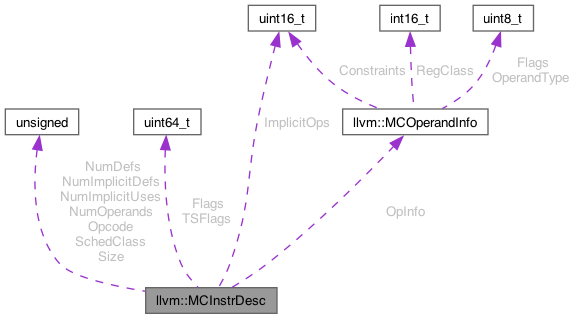 uint16_t
int16_t
uint8_t
Constraints
RegClass
Flags
OperandType
unsigned
uint64_t
ImplicitOps
llvm::MCOperandInfo
NumDefs
NumImplicitDefs
NumImplicitUses
NumOperands
Opcode
SchedClass
Size
Flags
TSFlags
OpInfo
llvm::MCInstrDesc